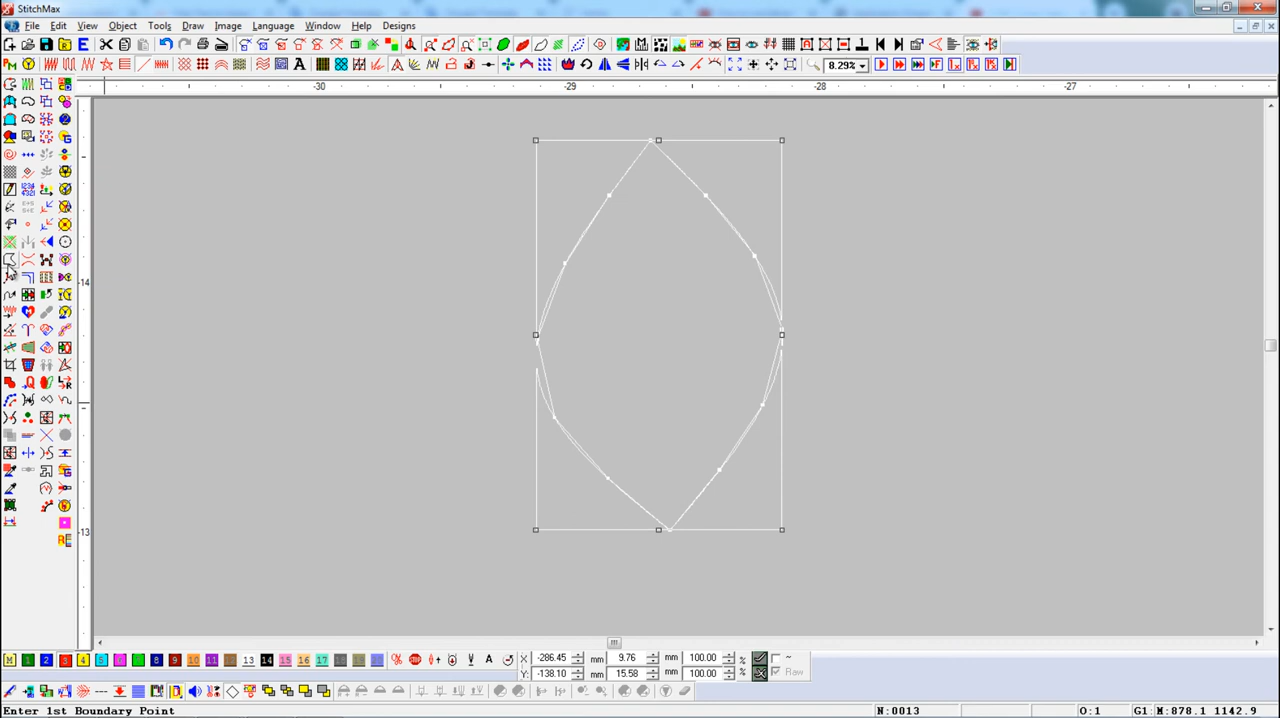 StitchMax
File Edit View Object Tools Draw Image Language Window Help Designs
8.29%
-30 -29 -28 -27
14
13
M 1 2 3 4 5 8 9 10 11 12 13 14 15 16 17
X -286.45 mm 9.76 mm 100.00 %
Y: -138.10 mm 15.58 mm 100.00 % Raw
Enter 1st Boundary Point N:0013 O:1 G1 M:878.1 1142.9